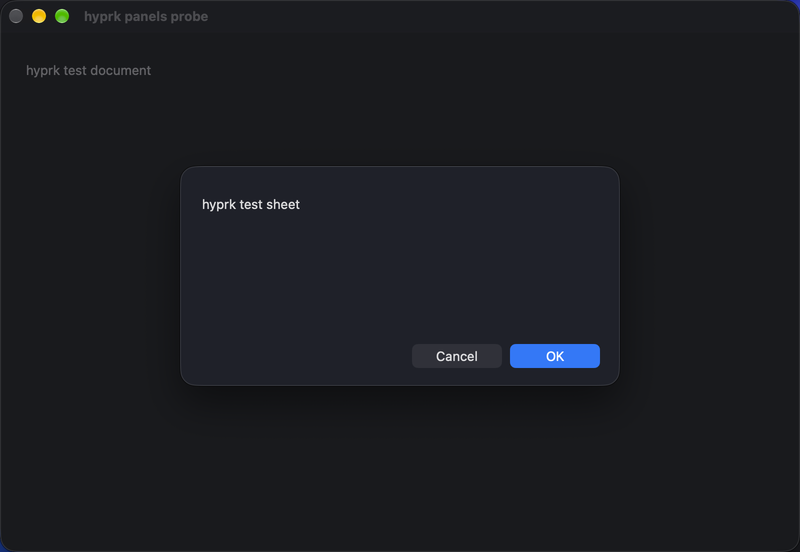 hyprk panels probe
hyprk test document
hyprk test sheet
Cancel
OK